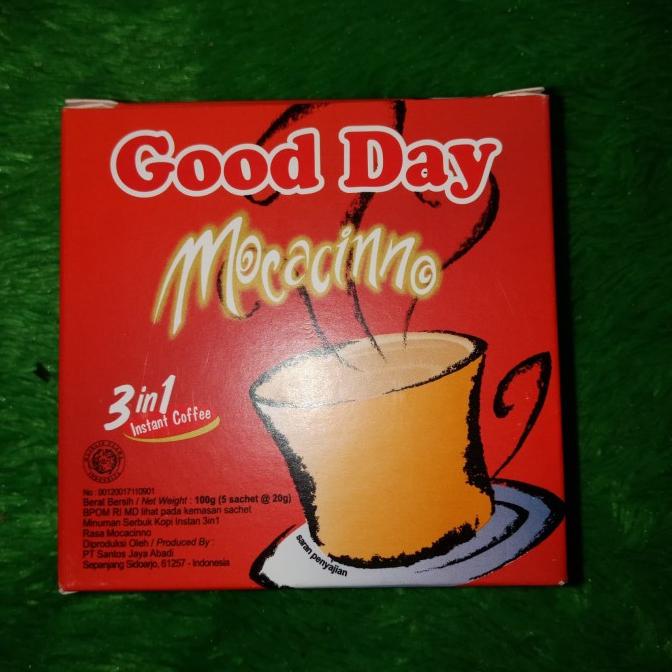 Good Day
Mocacinno
3in1
Instant Coffee
No : 00120017110901
Berat Bersih / Net Weight : 100g (5 sachet @ 20g)
BPOM RI MD lihat pada kemasan sachet
Minuman Serbuk Kopi Instan 3in1
Rasa Mocacinno
Diproduksi Oleh / Produced By :
PT Santos Jaya Abadi
Sepanjang Sidoarjo, 61257 - Indonesia
saran penyajian